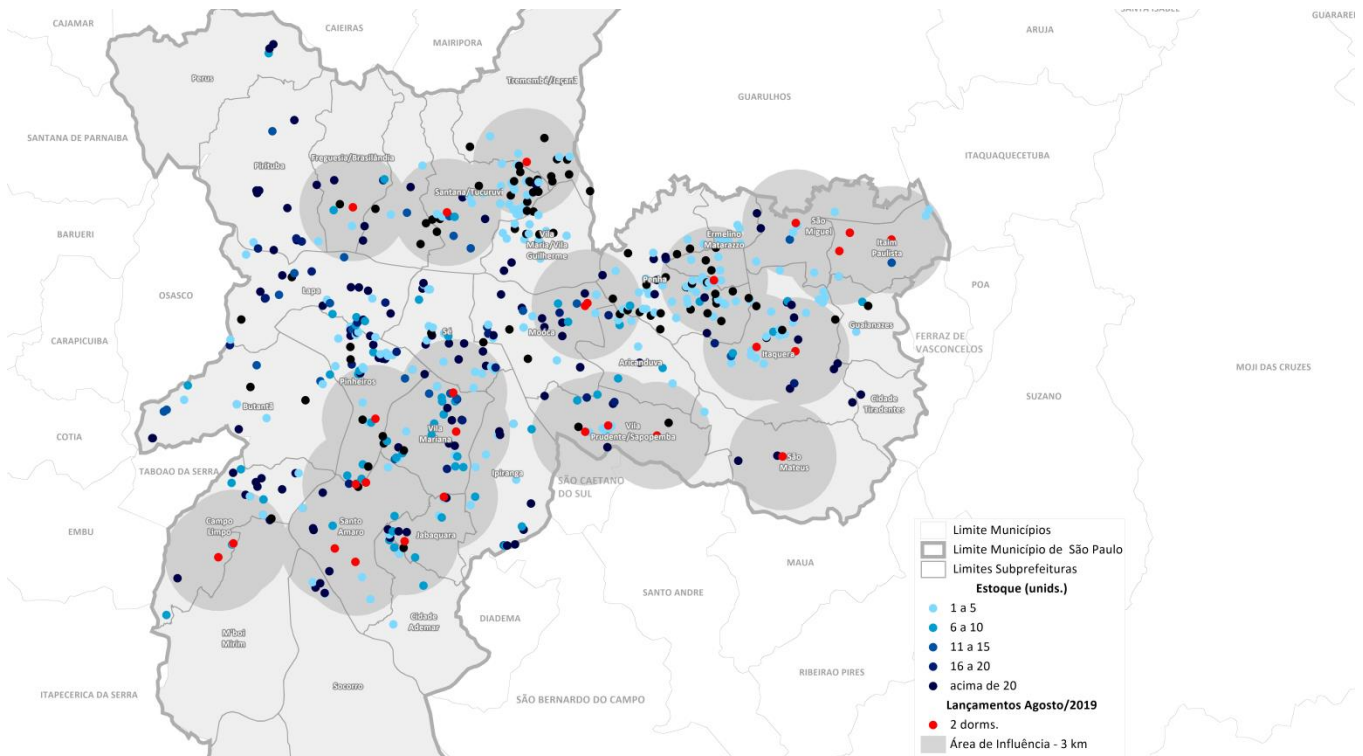 SANTA ISABEL
CAJAMAR
CAIEIRAS
MAIRIPORA
ARUJA
GUARAREI
Perus
Tremembé/Jaçanã
GUARULHOS
SANTANA DE PARNAIBA
Pirituba
Freguesia/Brasilândia
ITAQUAQUECETUBA
Santana/Tucuruvi
São
Miguel
BARUERI
Vila
Maria/Vila
Guilherme
Ermelino
Matarazzo
Itaim
Paulista
Penha
POA
OSASCO
Lapa
Guaianazes
FERRAZ DE
VASCONCELOS
CARAPICUIBA
Sé
Mooca
Itaquera
Aricanduva
MOJI DAS CRUZES
Pinheiros
SUZANO
Butantã
Cidade
Tiradentes
COTIA
Vila
Mariana
Vila
Prudente/Sapopemba
TABOAO DA SERRA
Ipiranga
São
Mateus
SÃO CAETANO
DO SUL
EMBU
Campo
Limpo
Santo
Amaro
Jabaquara
MAUA
SANTO ANDRE
Cidade
Ademar
DIADEMA
M'boi
Mirim
RIBEIRAO PIRES
Socorro
ITAPECERICA DA SERRA
SÃO BERNARDO DO CAMPO
Limite Municípios
Limite Município de São Paulo
Limites Subprefeituras
Estoque (unids.)
1 a 5
6 a 10
11 a 15
16 a 20
acima de 20
Lançamentos Agosto/2019
2 dorms.
Área de Influência - 3 km